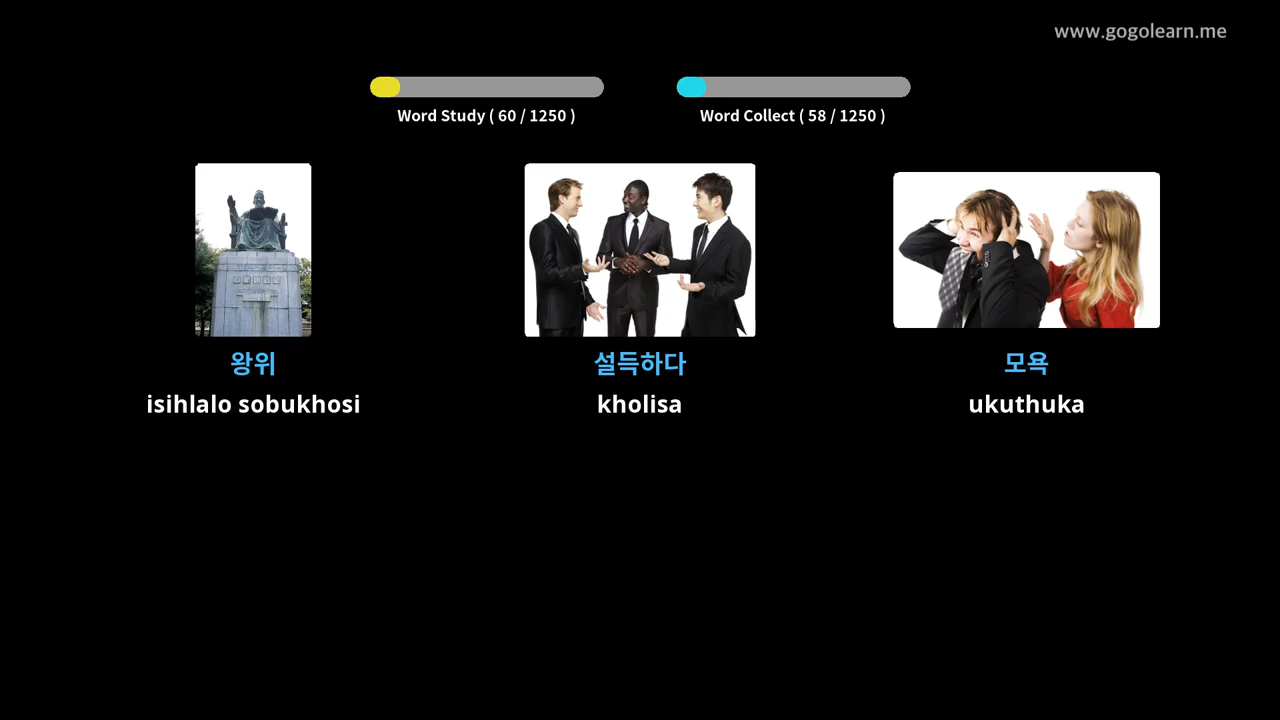 www.gogolearn.me
Word Study ( 60 / 1250 )
Word Collect ( 58 / 1250 )
왕위
설득하다
모욕
isihlalo sobukhosi
kholisa
ukuthuka